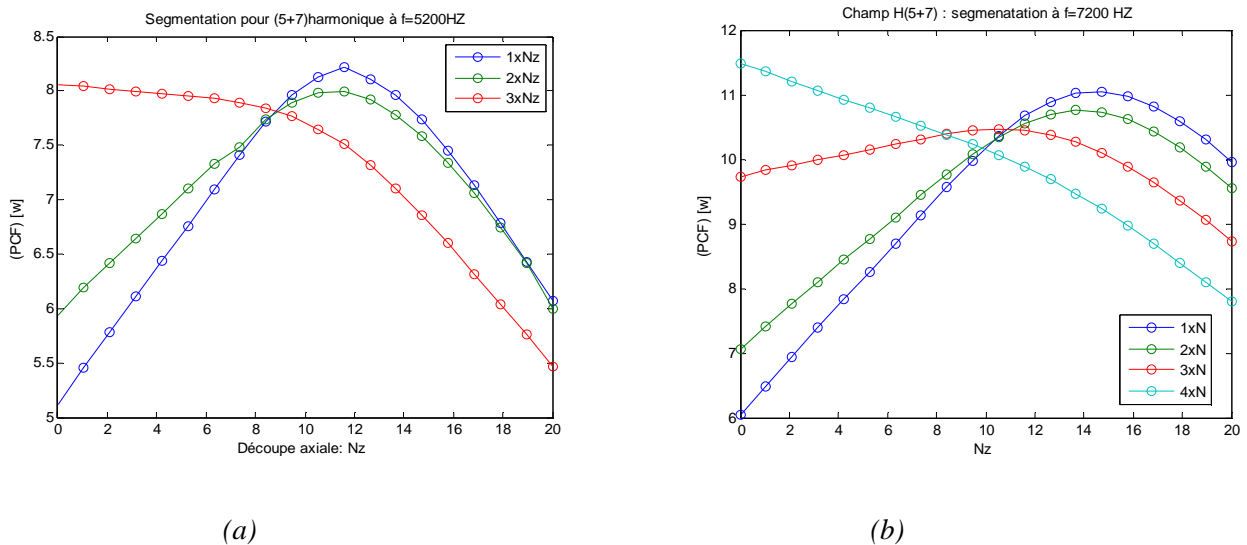 Segmentation pour (5+7)harmonique à f=5200HZ
8.5
8
7.5
7
6.5
6
5.5
5
(PCF) [w]
1xNz
2xNz
3xNz
0 2 4 6 8 10 12 14 16 18 20
Découpe axiale: Nz
(a)
Champ H(5+7) : segmenatation à f=7200 HZ
12
11
10
9
8
7
6
(PCF) [w]
1xN
2xN
3xN
4xN
0 2 4 6 8 10 12 14 16 18 20
Nz
(b)